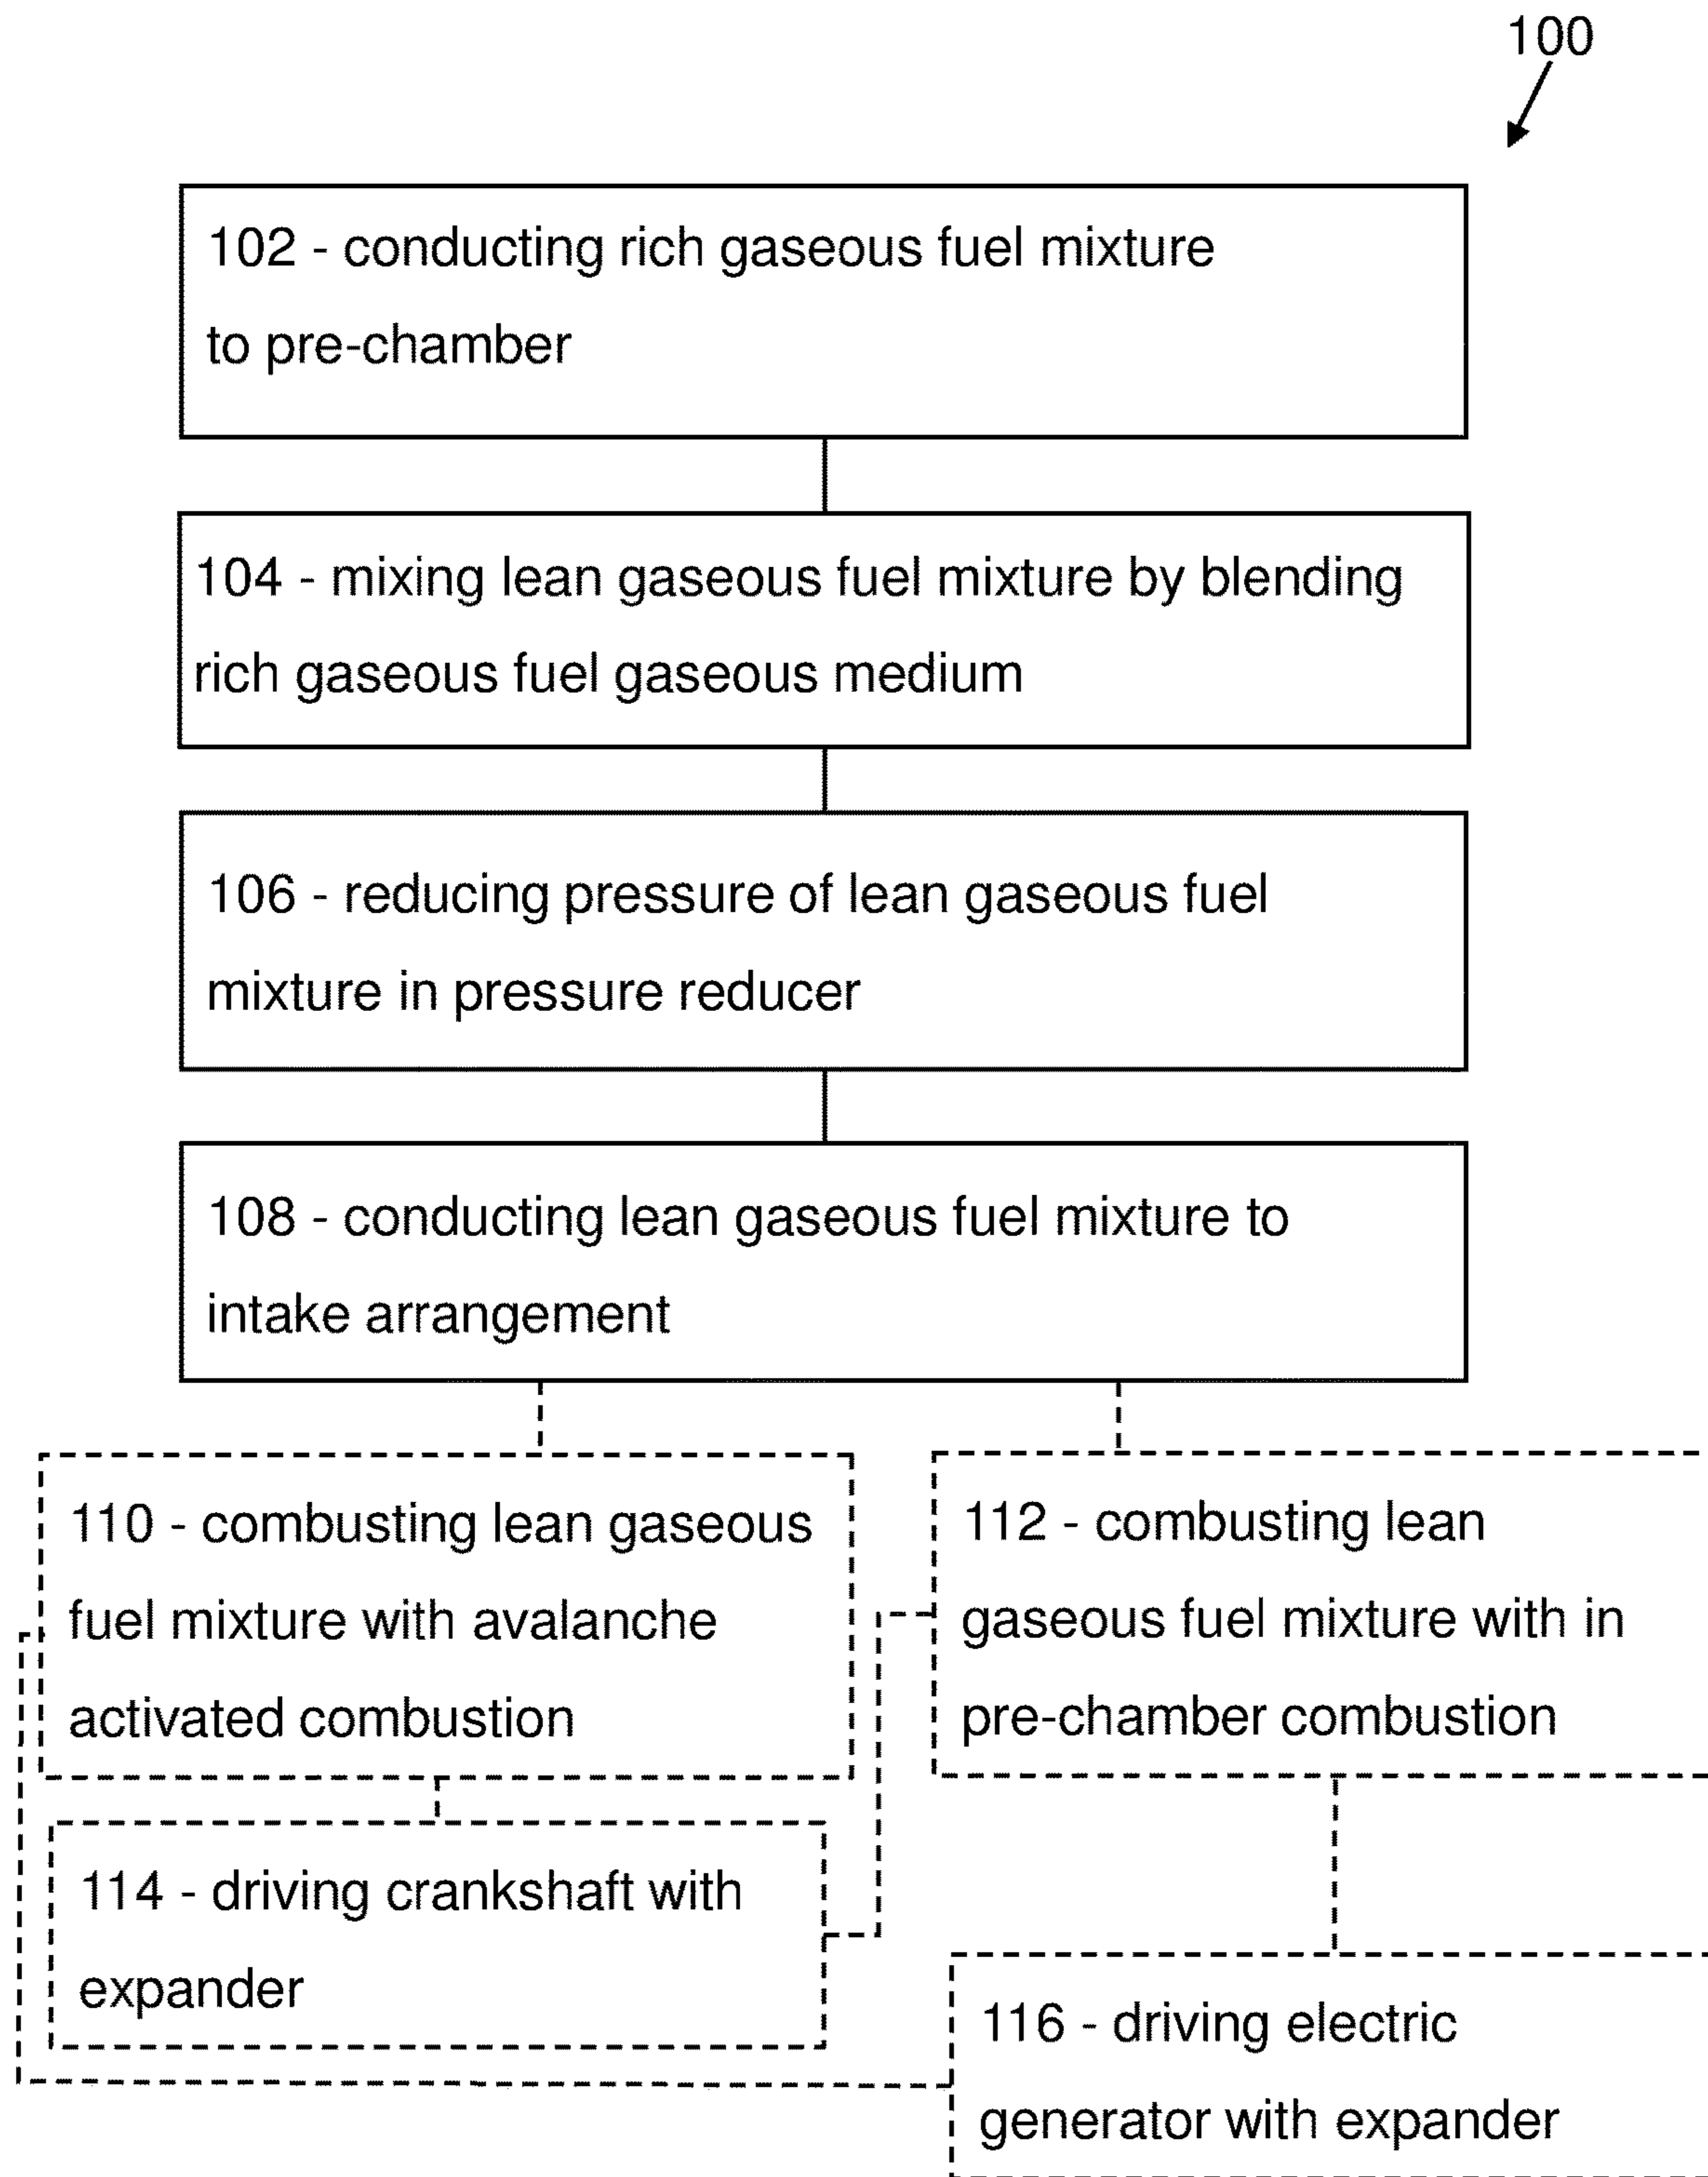 100
102 - conducting rich gaseous fuel mixture
to pre-chamber
104 - mixing lean gaseous fuel mixture by blending
rich gaseous fuel gaseous medium
106 - reducing pressure of lean gaseous fuel
mixture in pressure reducer
108 - conducting lean gaseous fuel mixture to
intake arrangement
110 - combusting lean gaseous
fuel mixture with avalanche
activated combustion
112 - combusting lean
gaseous fuel mixture with in
pre-chamber combustion
114 - driving crankshaft with
expander
116 - driving electric
generator with expander